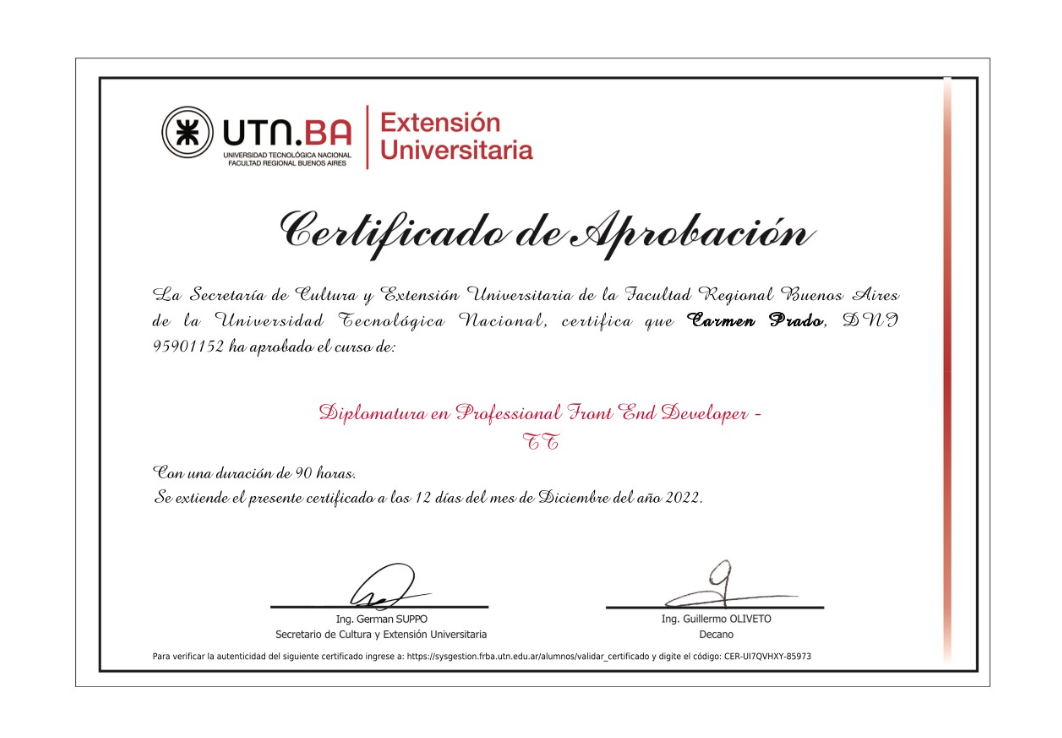 UTN.BA
UNIVERSIDAD TECNOLÓGICA NACIONAL
FACULTAD REGIONAL BUENOS AIRES
Extensión
Universitaria
Certificado de Aprobación
La Secretaría de Cultura y Extensión Universitaria de la Facultad Regional Buenos Aires
de la Universidad Tecnológica Nacional, certifica que Carmen Prado, DNI
95901152 ha aprobado el curso de:
Diplomatura en Professional Front End Developer -
TT
Con una duración de 90 horas.
Se extiende el presente certificado a los 12 días del mes de Diciembre del año 2022.
Ing. German SUPPO
Secretario de Cultura y Extensión Universitaria
Ing. Guillermo OLIVETO
Decano
Para verificar la autenticidad del siguiente certificado ingrese a: https://sysgestion.frba.utn.edu.ar/alumnos/validar_certificado y digite el código: CER-UI7QVHXY-85973